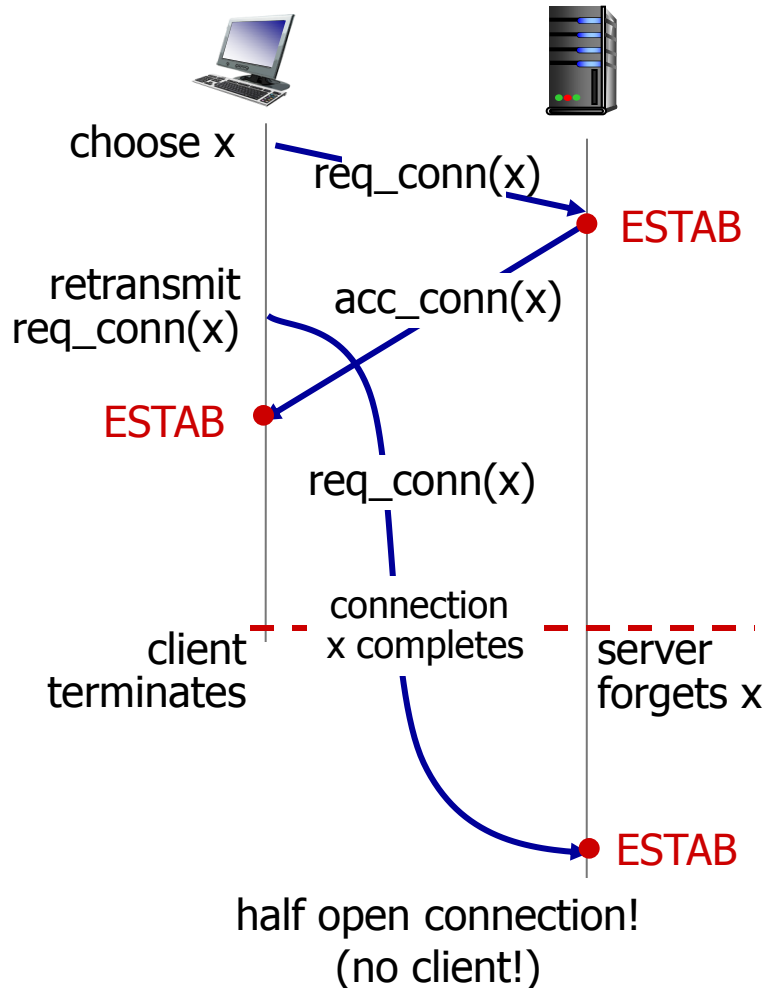 choose x
req_conn(x)
ESTAB
retransmit
req_conn(x)
acc_conn(x)
ESTAB
req_conn(x)
connection
x completes
client
terminates
server
forgets x
ESTAB
half open connection!
(no client!)